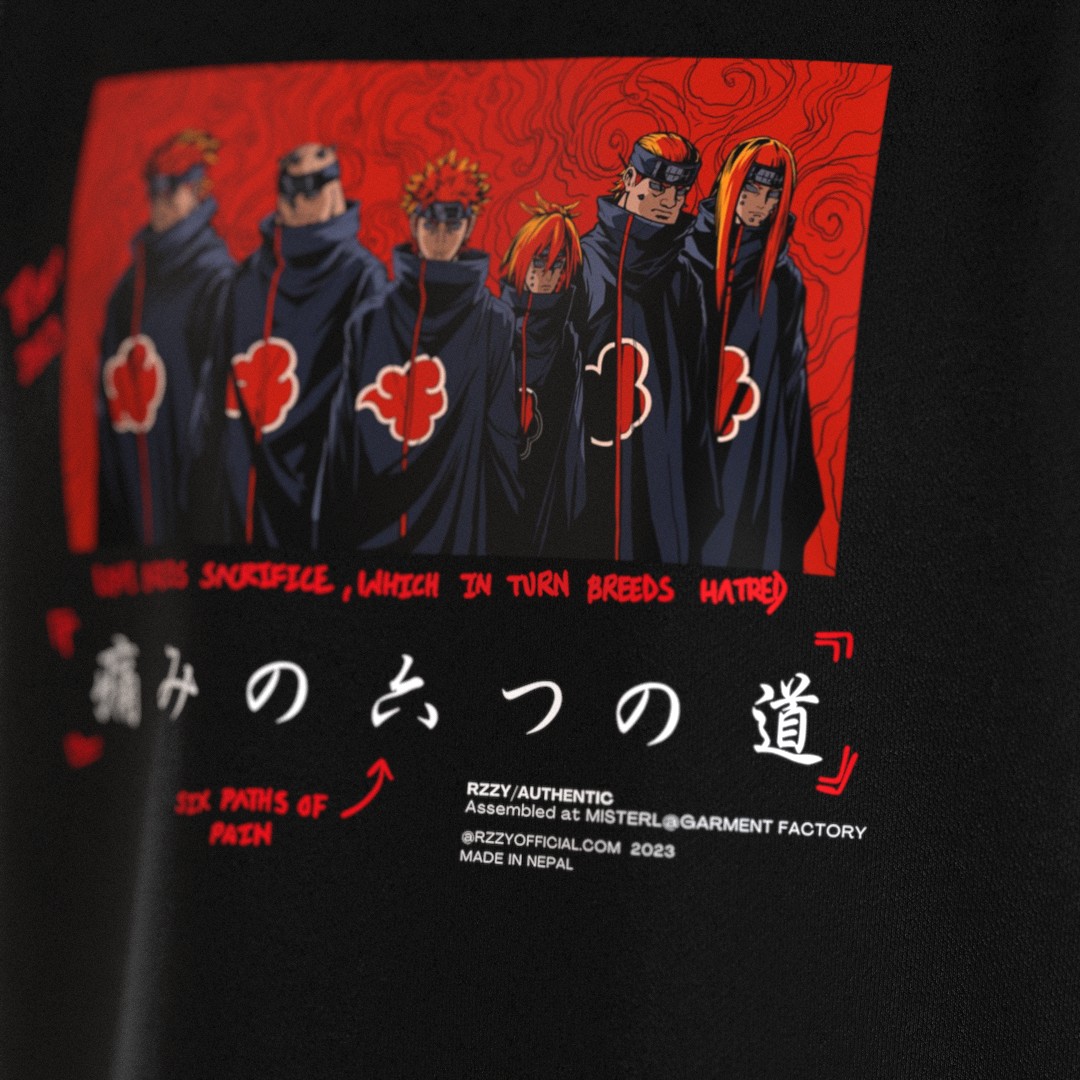 SACRIFICE, WHICH IN TURN BREEDS HATRED
痛みの六つの道
SIX PATHS OF
PAIN
RZZY/AUTHENTIC
Assembled at MISTERL@GARMENT FACTORY
@RZZYOFFICIAL.COM 2023
MADE IN NEPAL